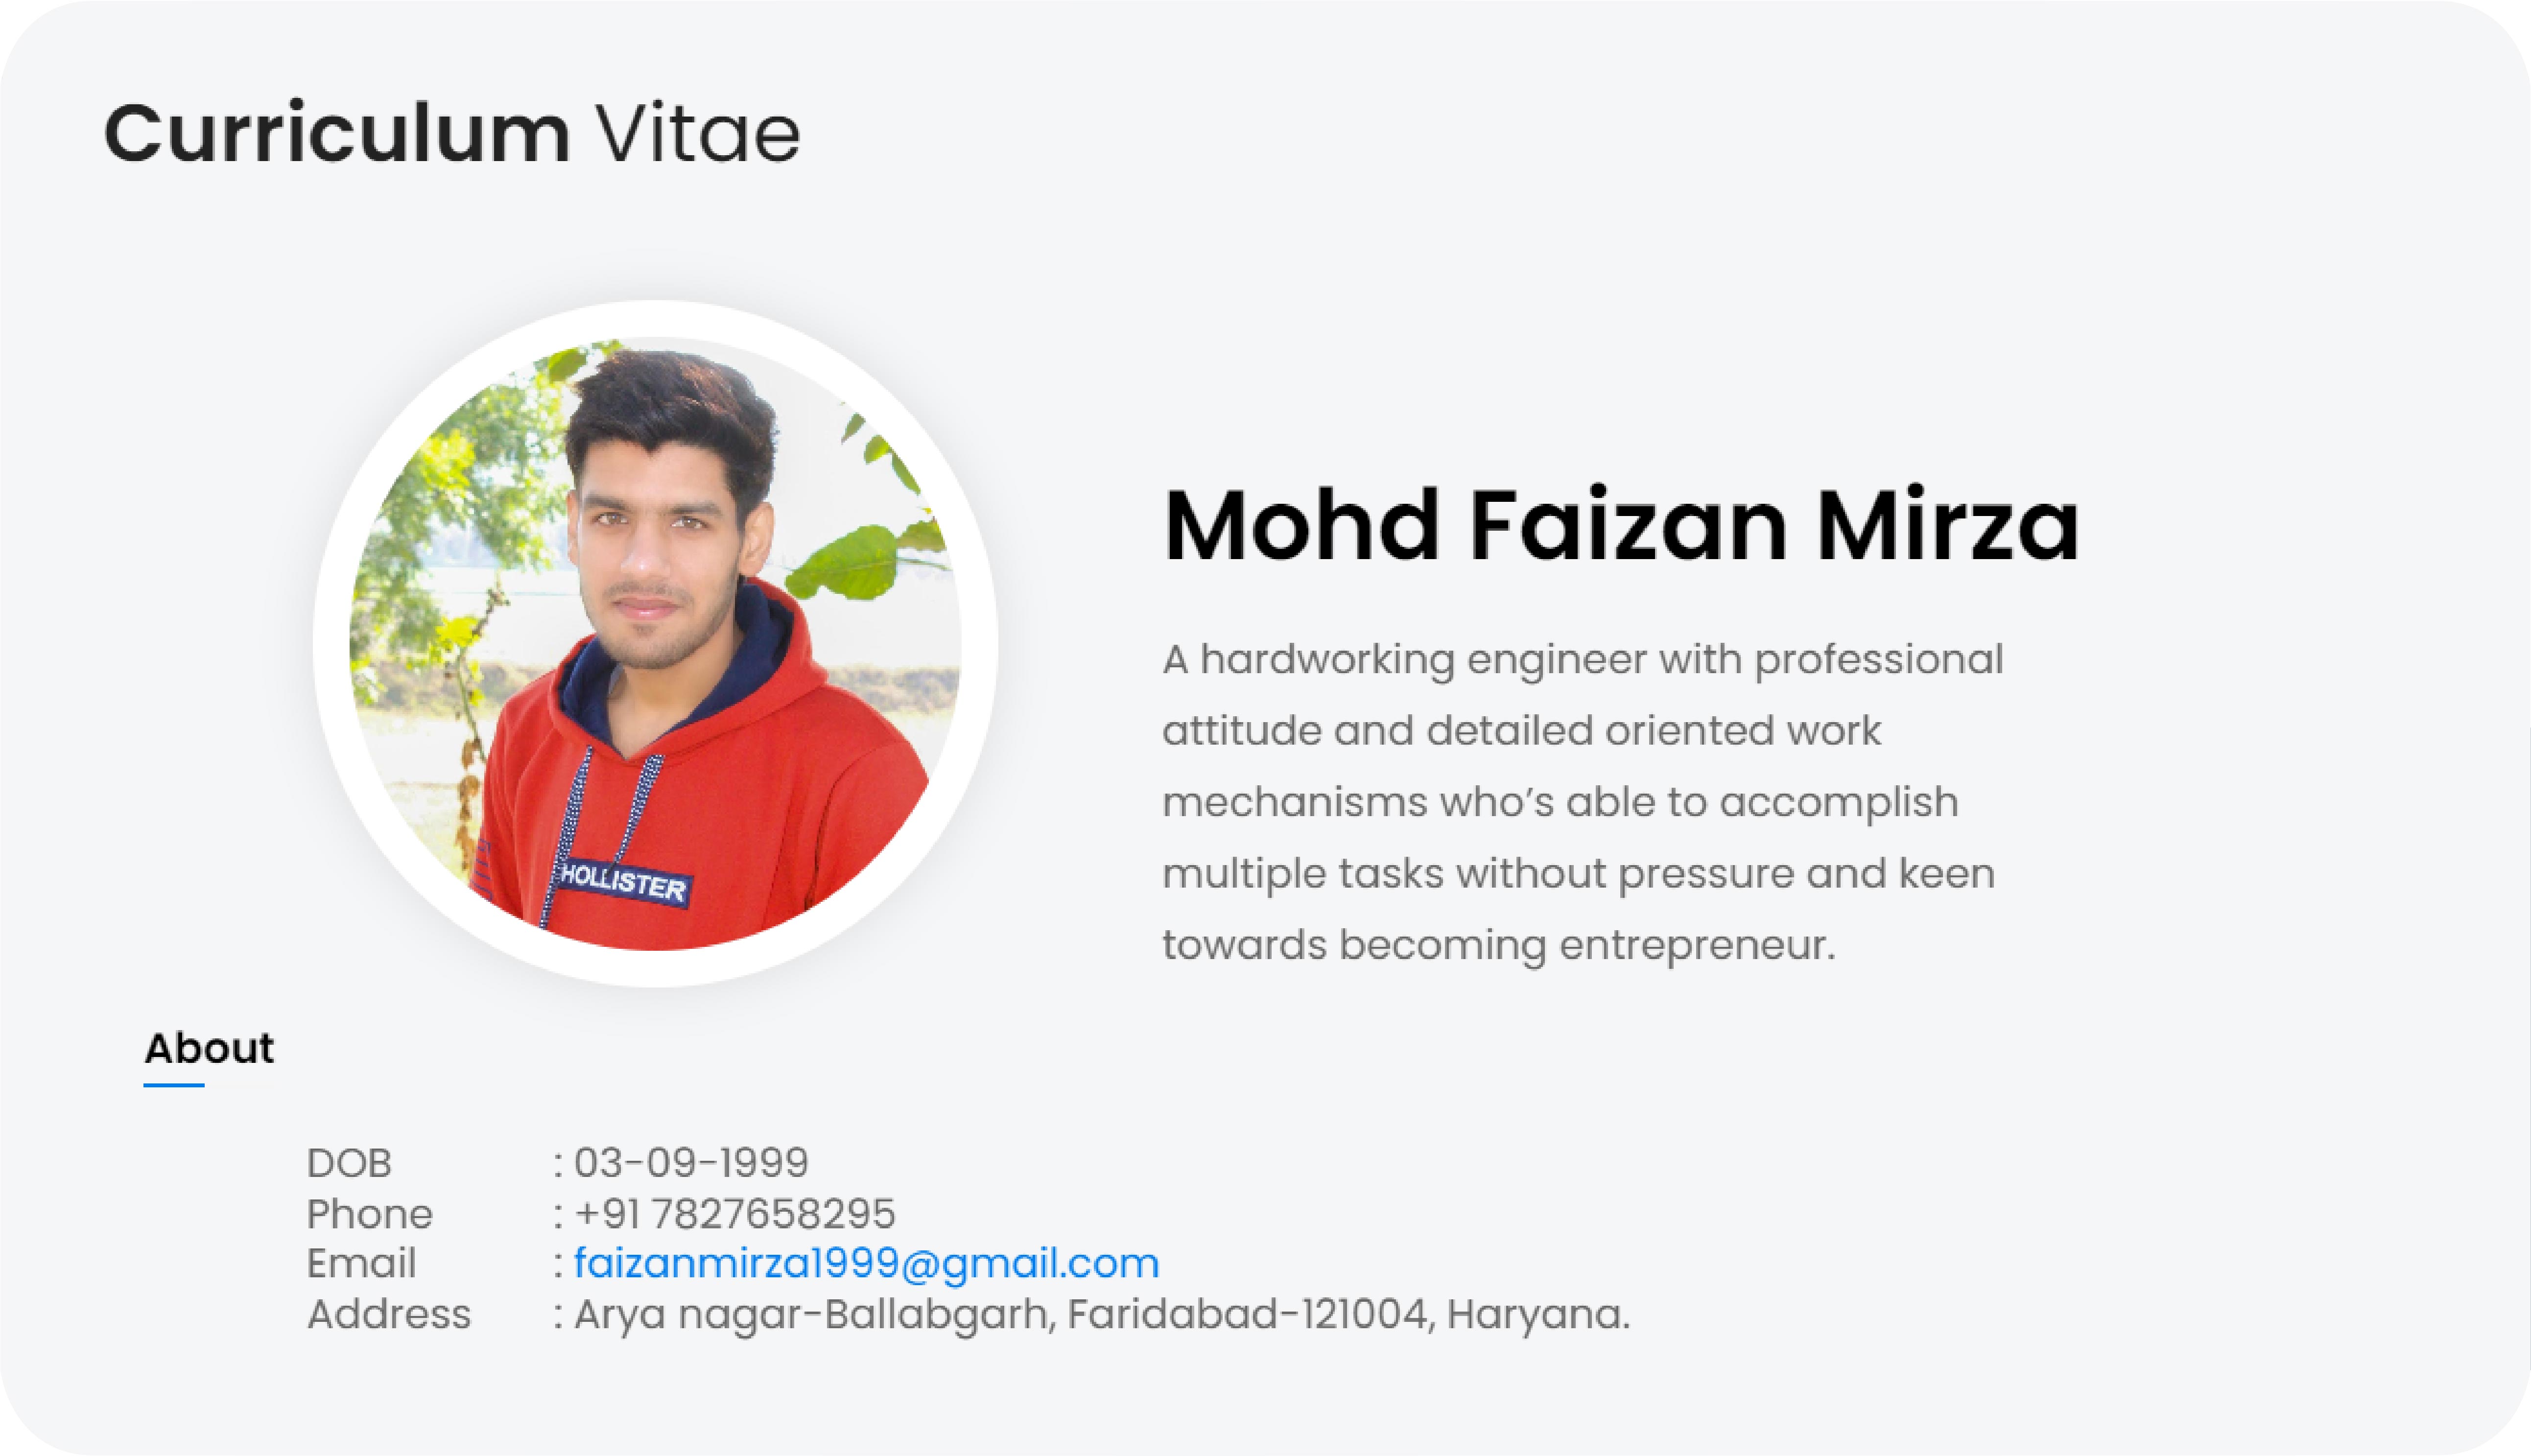 Curriculum Vitae
Mohd Faizan Mirza
A hardworking engineer with professional
attitude and detailed oriented work
mechanisms who’s able to accomplish
multiple tasks without pressure and keen
towards becoming entrepreneur.
HOLLISTER
About
DOB : 03-09-1999
Phone : +91 7827658295
Email : faizanmirza1999@gmail.com
Address : Arya nagar-Ballabgarh, Faridabad-121004, Haryana.